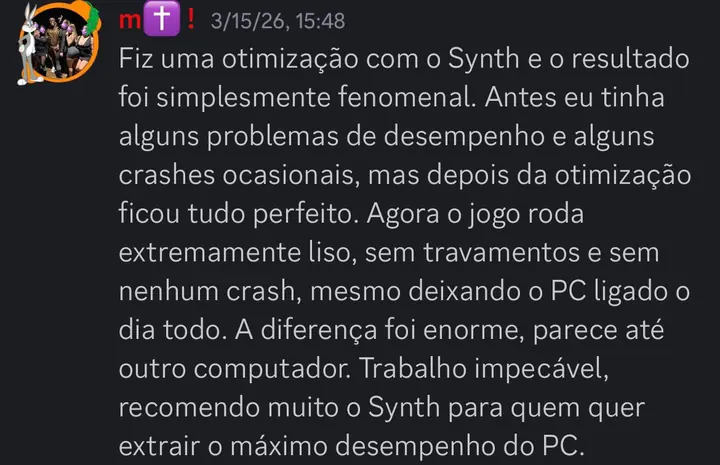 m✝️! 3/15/26, 15:48
Fiz uma otimização com o Synth e o resultado
foi simplesmente fenomenal. Antes eu tinha
alguns problemas de desempenho e alguns
crashes ocasionais, mas depois da otimização
ficou tudo perfeito. Agora o jogo roda
extremamente liso, sem travamentos e sem
nenhum crash, mesmo deixando o PC ligado o
dia todo. A diferença foi enorme, parece até
outro computador. Trabalho impecável,
recomendo muito o Synth para quem quer
extrair o máximo desempenho do PC.